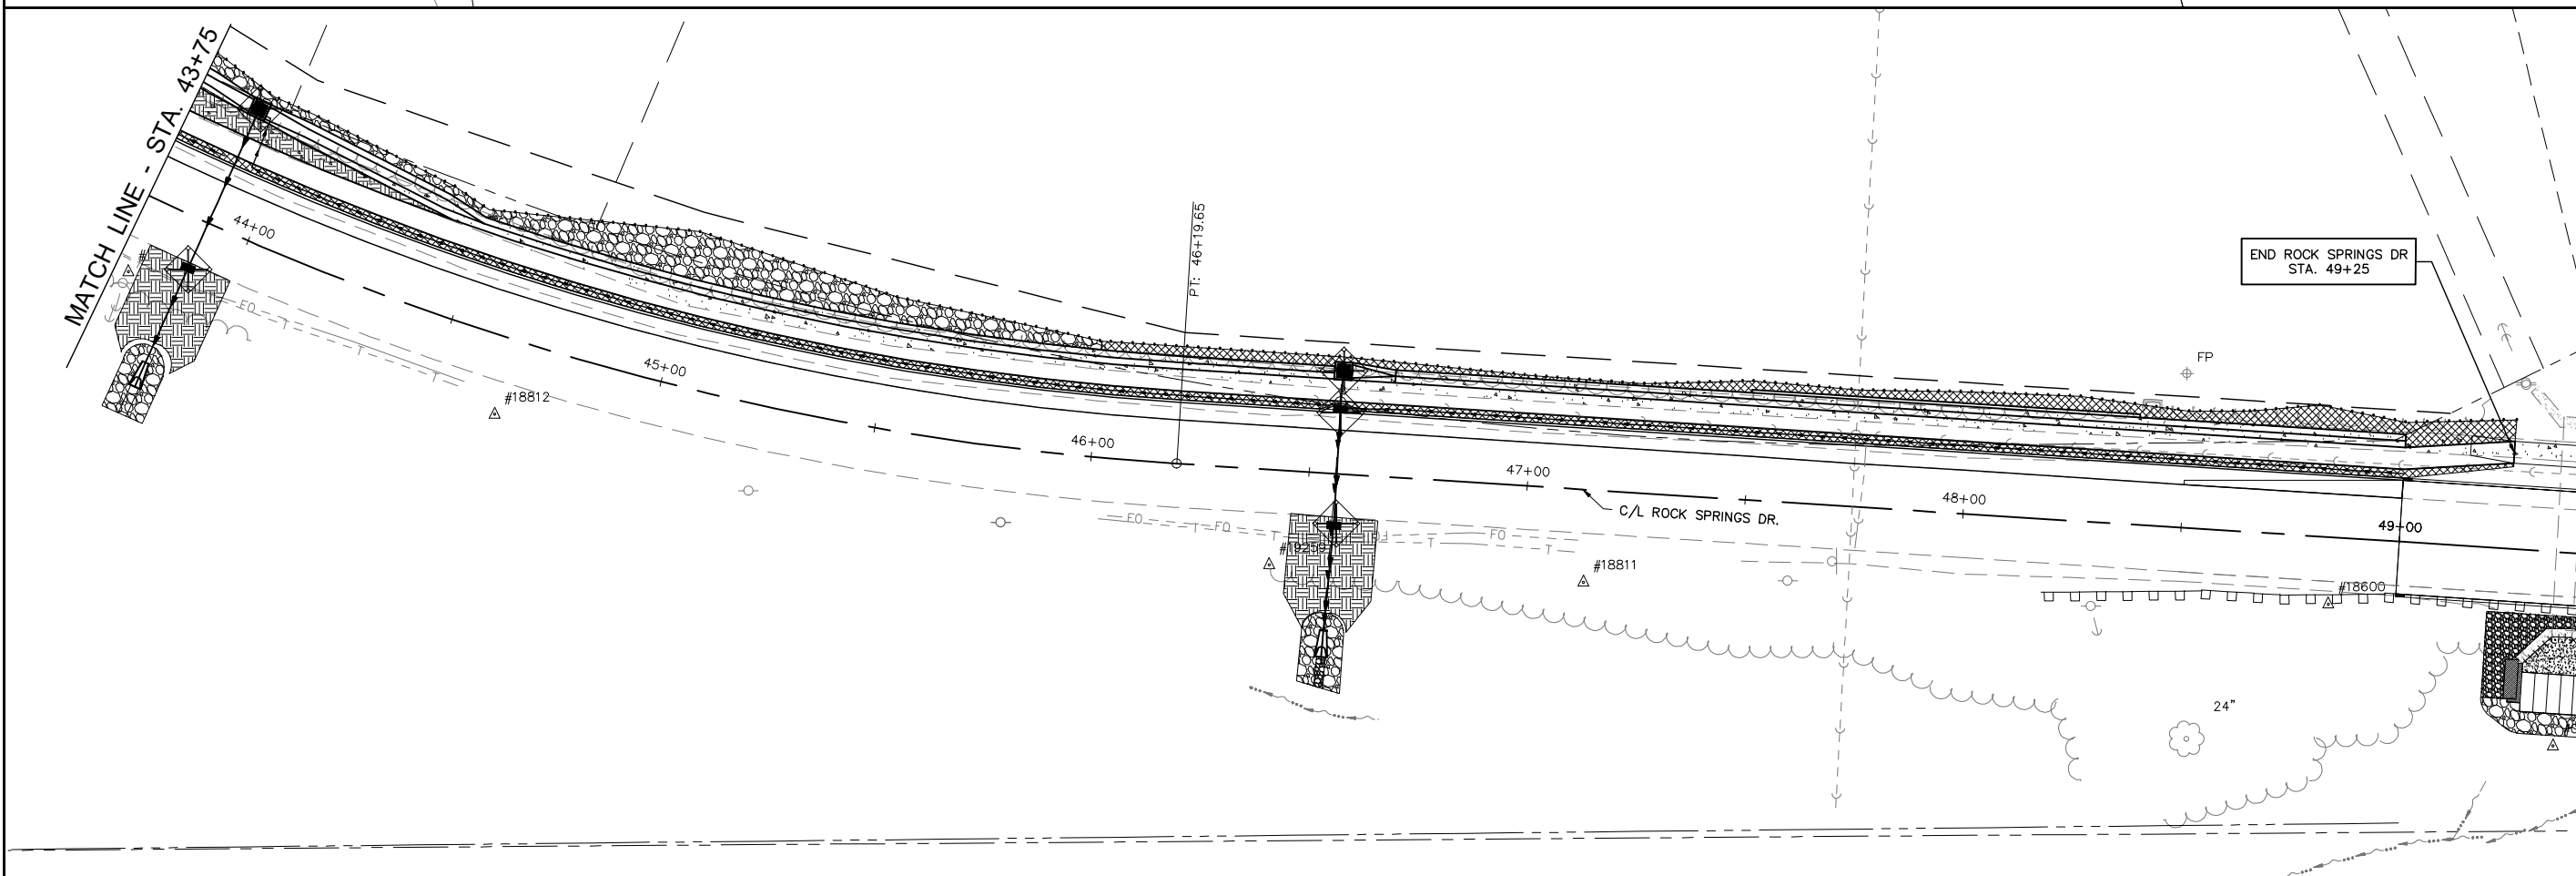 MATCH LINE - STA. 43+75
44+00
FO
T
T
T
#18812
45+00
46+00
PT: 46+19.65
FO
T
FO
T
#19259
FO
T
T
#18811
47+00
C/L ROCK SPRINGS DR.
48+00
FP
END ROCK SPRINGS DR
STA. 49+25
49+00
#18600
24"